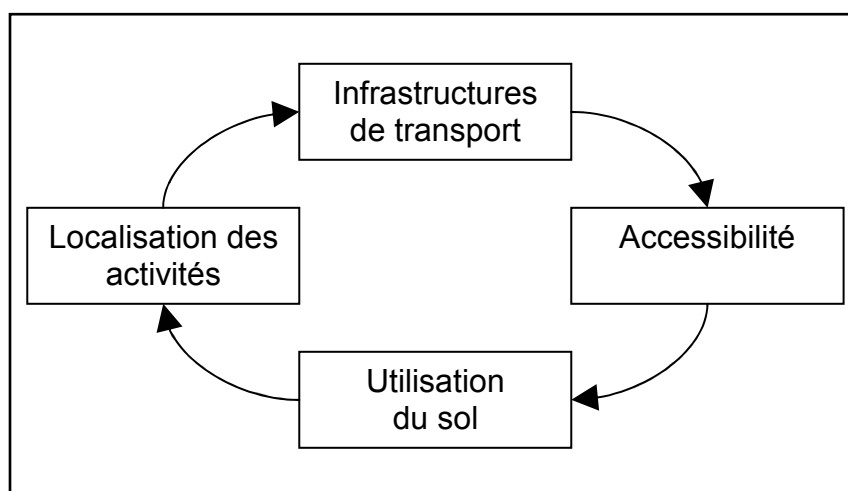 Infrastructures
de transport
Localisation des
activités
Accessibilité
Utilisation
du sol